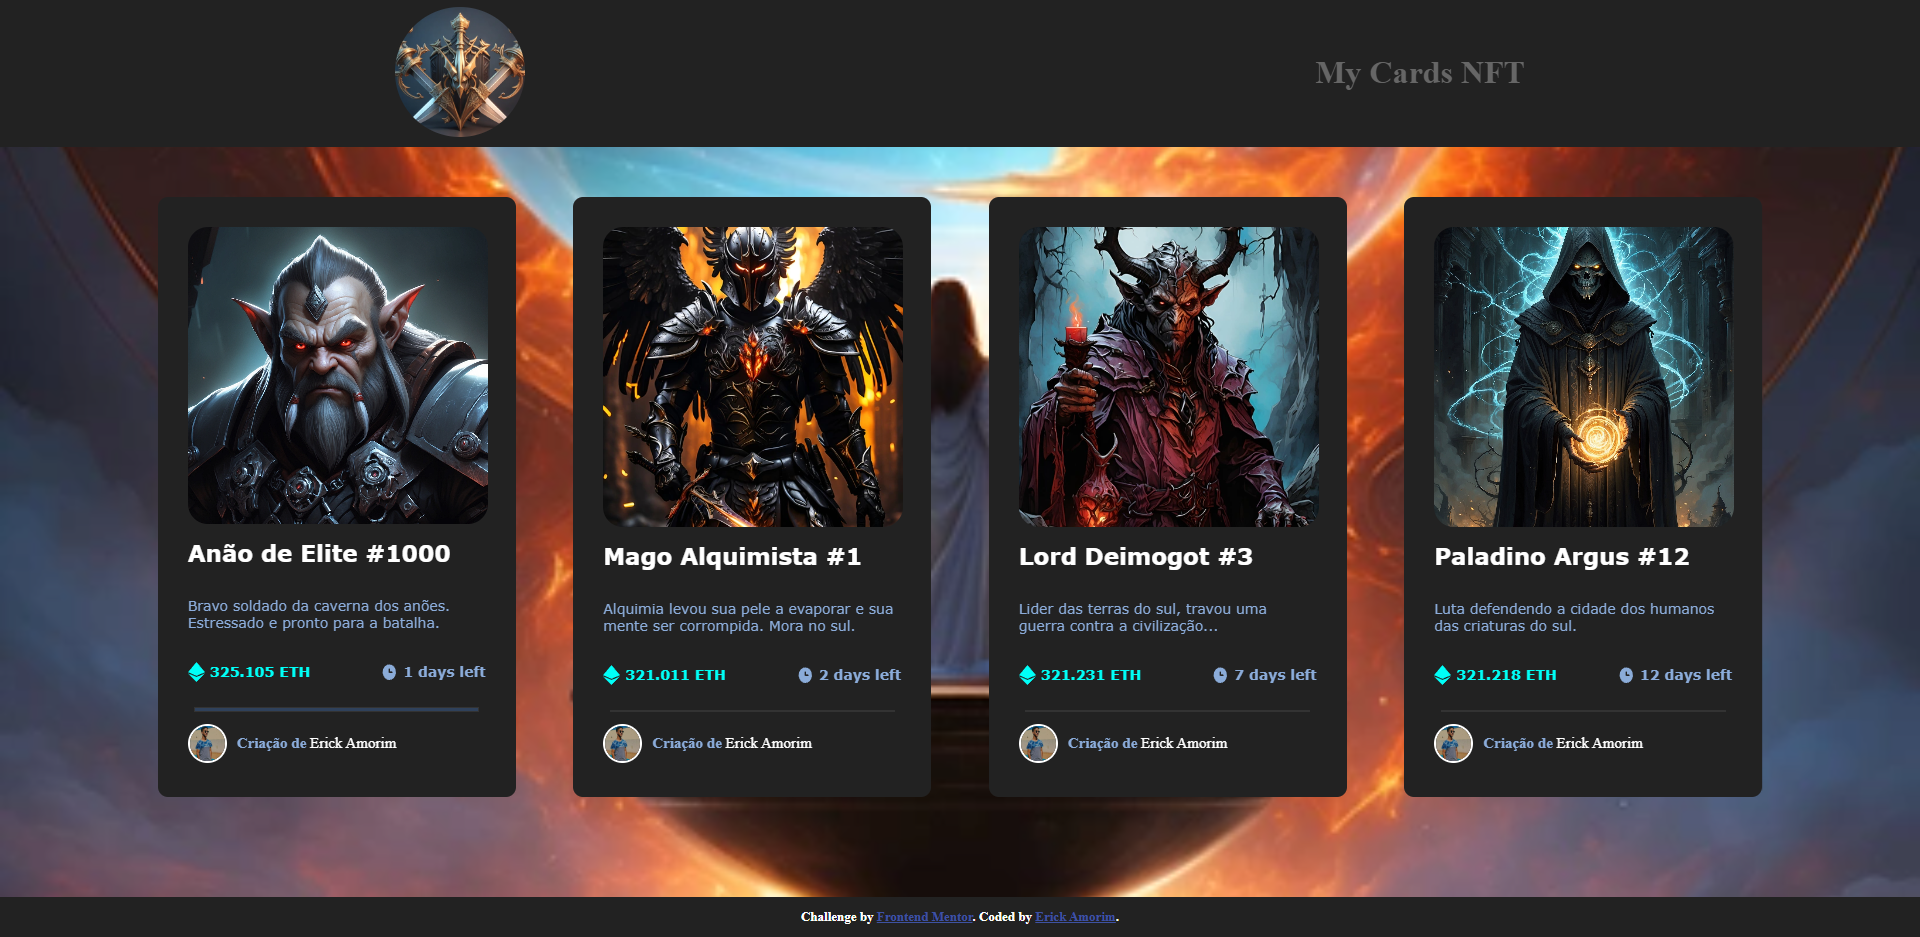 My Cards NFT
Anão de Elite #1000
Bravo soldado da caverna dos anões.
Estressado e pronto para a batalha.
325.105 ETH
1 days left
Criação de Erick Amorim
Mago Alquimista #1
Alquimia levou sua pele a evaporar e sua
mente ser corrompida. Mora no sul.
321.011 ETH
2 days left
Criação de Erick Amorim
Lord Deimogot #3
Lider das terras do sul, travou uma
guerra contra a civilização...
321.231 ETH
7 days left
Criação de Erick Amorim
Paladino Argus #12
Luta defendendo a cidade dos humanos
das criaturas do sul.
321.218 ETH
12 days left
Criação de Erick Amorim
Challenge by Frontend Mentor. Coded by Erick Amorim.